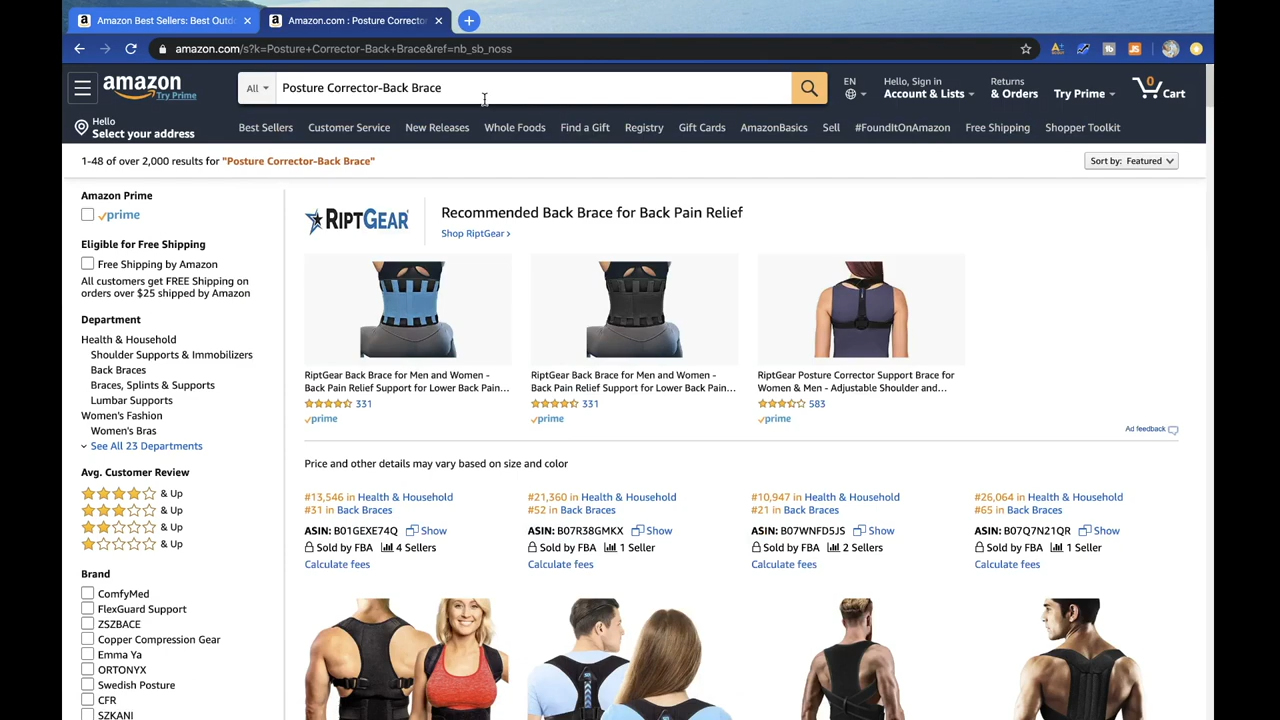 Amazon Best Sellers: Best Outd
Amazon.com : Posture Correcto
amazon.com/s?k=Posture+Corrector-Back+Brace&ref=nb_sb_noss
amazon
Try Prime
All
Posture Corrector-Back Brace
EN
Hello, Sign in
Account & Lists
Returns
& Orders
Try Prime
0
Cart
Hello
Select your address
Best Sellers
Customer Service
New Releases
Whole Foods
Find a Gift
Registry
Gift Cards
AmazonBasics
Sell
#FoundItOnAmazon
Free Shipping
Shopper Toolkit
1-48 of over 2,000 results for "Posture Corrector-Back Brace"
Sort by: Featured
Amazon Prime
prime
Eligible for Free Shipping
Free Shipping by Amazon
All customers get FREE Shipping on
orders over $25 shipped by Amazon
Department
Health & Household
Shoulder Supports & Immobilizers
Back Braces
Braces, Splints & Supports
Lumbar Supports
Women's Fashion
Women's Bras
See All 23 Departments
Avg. Customer Review
& Up
& Up
& Up
& Up
Brand
ComfyMed
FlexGuard Support
ZSZBACE
Copper Compression Gear
Emma Ya
ORTONYX
Swedish Posture
CFR
SZKANI
RIPTGEAR
Recommended Back Brace for Back Pain Relief
Shop RiptGear ›
RiptGear Back Brace for Men and Women -
Back Pain Relief Support for Lower Back Pain...
331
prime
RiptGear Back Brace for Men and Women -
Back Pain Relief Support for Lower Back Pain...
331
prime
RiptGear Posture Corrector Support Brace for
Women & Men - Adjustable Shoulder and...
583
prime
Ad feedback
Price and other details may vary based on size and color
#13,546 in Health & Household
#31 in Back Braces
ASIN: B01GEXE74Q Show
Sold by FBA 4 Sellers
Calculate fees
#21,360 in Health & Household
#52 in Back Braces
ASIN: B07R38GMKX Show
Sold by FBA 1 Seller
Calculate fees
#10,947 in Health & Household
#21 in Back Braces
ASIN: B07WNFD5JS Show
Sold by FBA 2 Sellers
Calculate fees
#26,064 in Health & Household
#65 in Back Braces
ASIN: B07Q7N21QR Show
Sold by FBA 1 Seller
Calculate fees